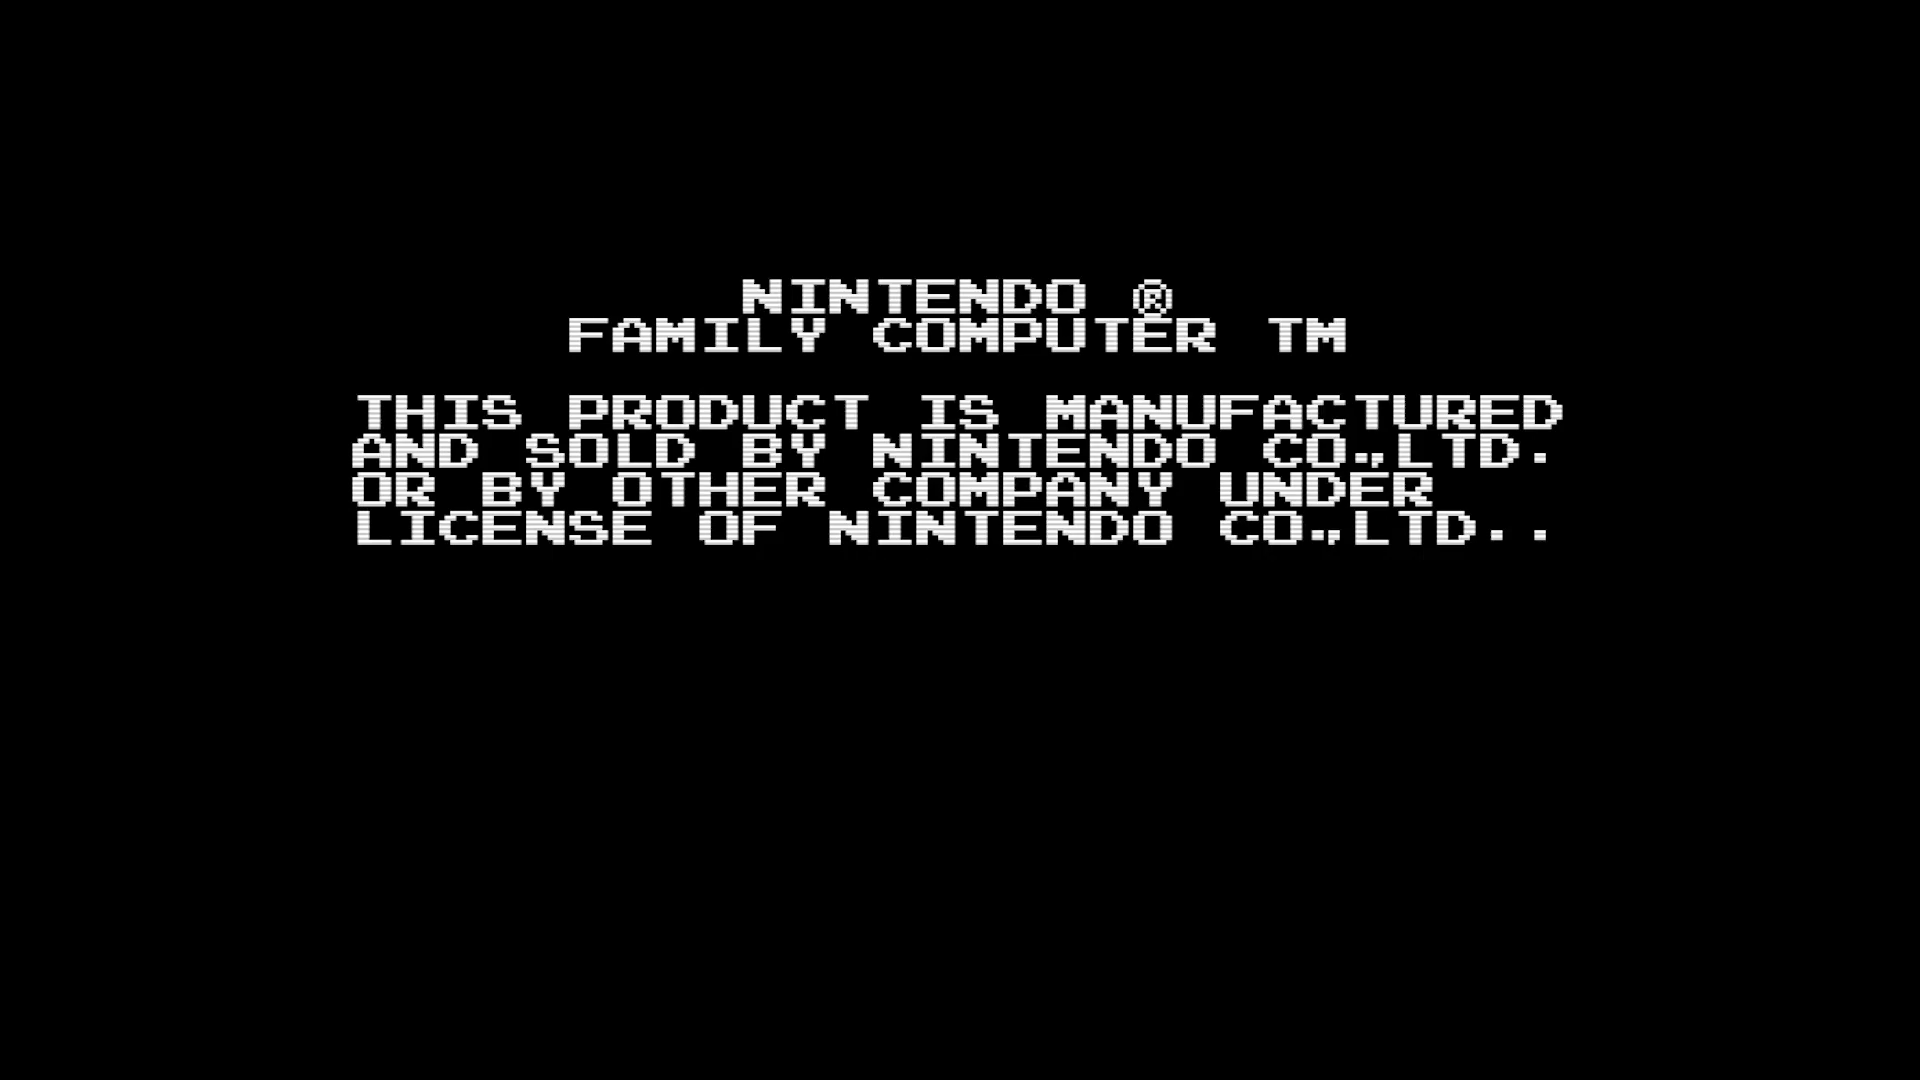 NINTENDO ®
FAMILY COMPUTER TM
THIS PRODUCT IS MANUFACTURED
AND SOLD BY NINTENDO CO.,LTD.
OR BY OTHER COMPANY UNDER
LICENSE OF NINTENDO CO.,LTD..